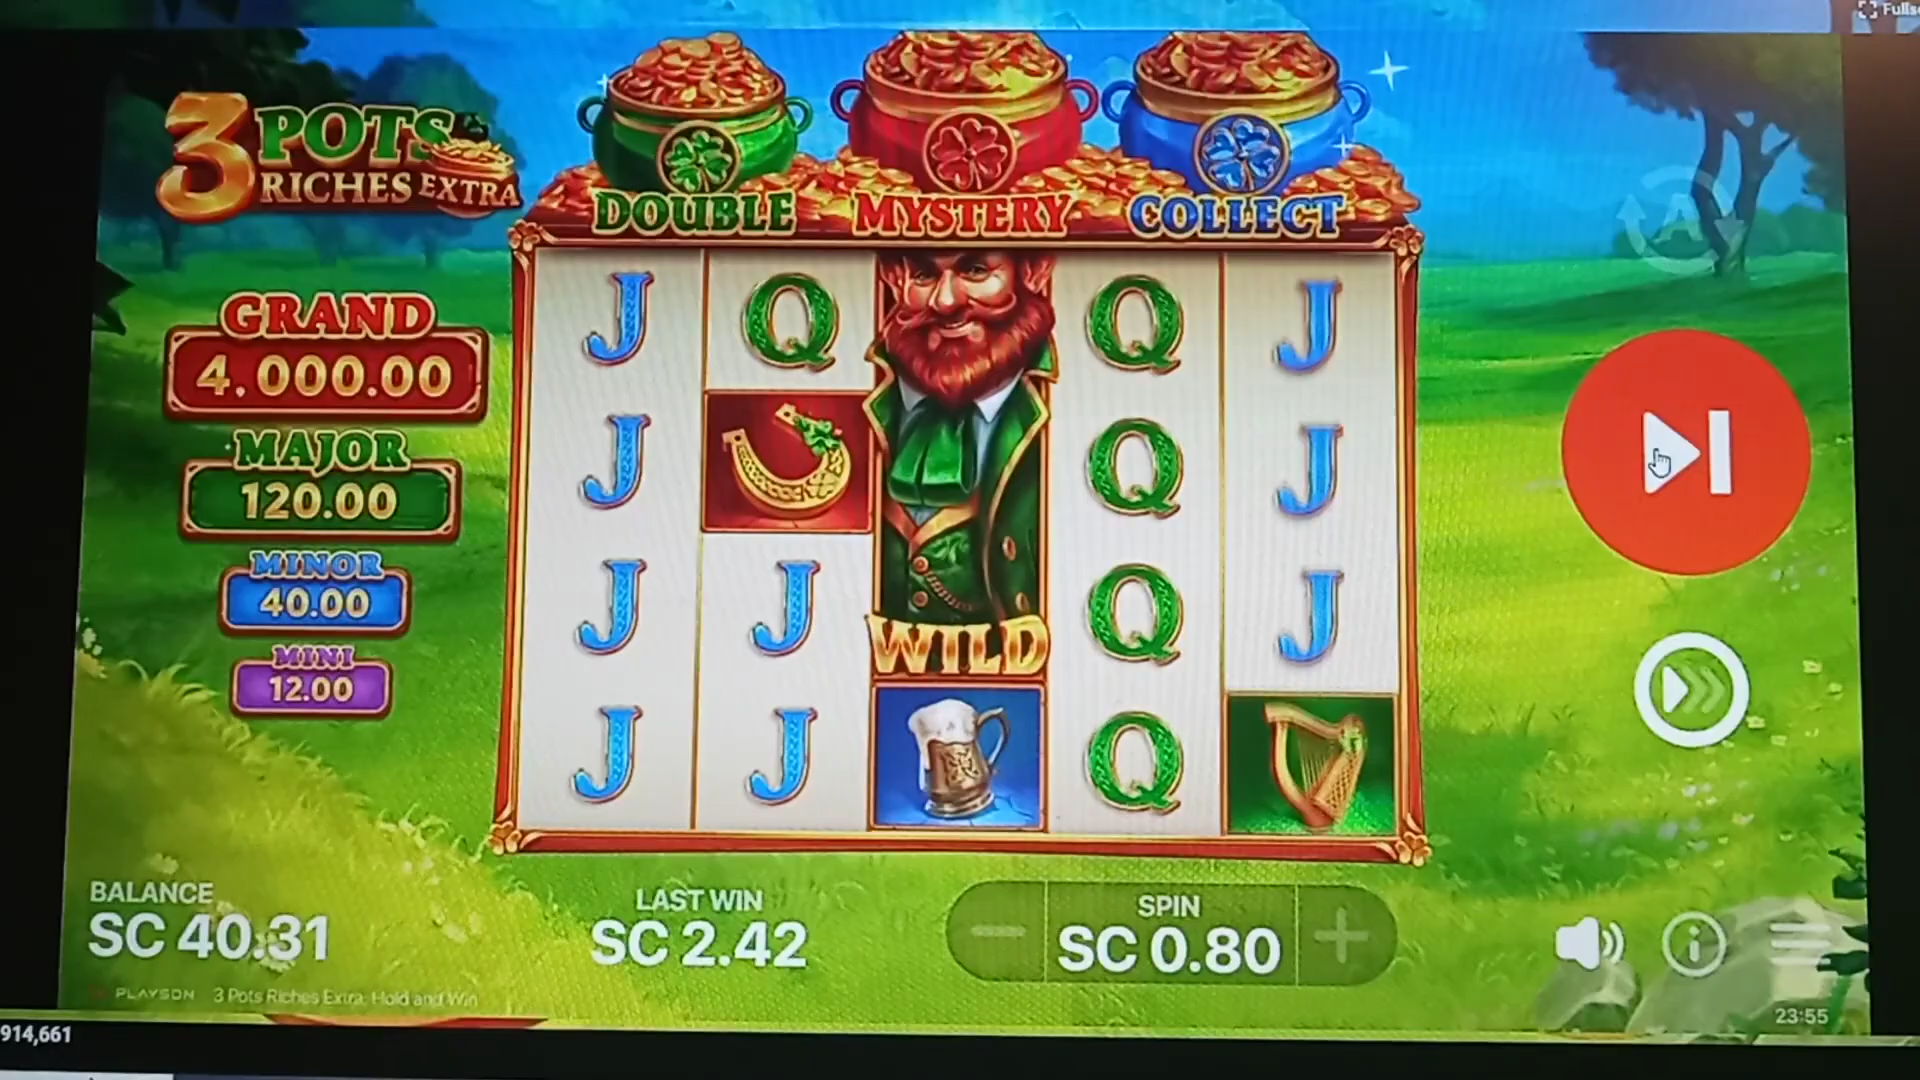 Fulls
3 POTS
RICHES EXTRA
DOUBLE MYSTERY COLLECT
GRAND
4,000.00
MAJOR
120.00
MINOR
40.00
MINI
12.00
J Q Q J
J Q J
J J Q J
WILD
J J Q
BALANCE
SC 40.31
LAST WIN
SC 2.42
SPIN
SC 0.80
PLAYSON 3 Pots Riches Extra: Hold and Win
23:55
914,661